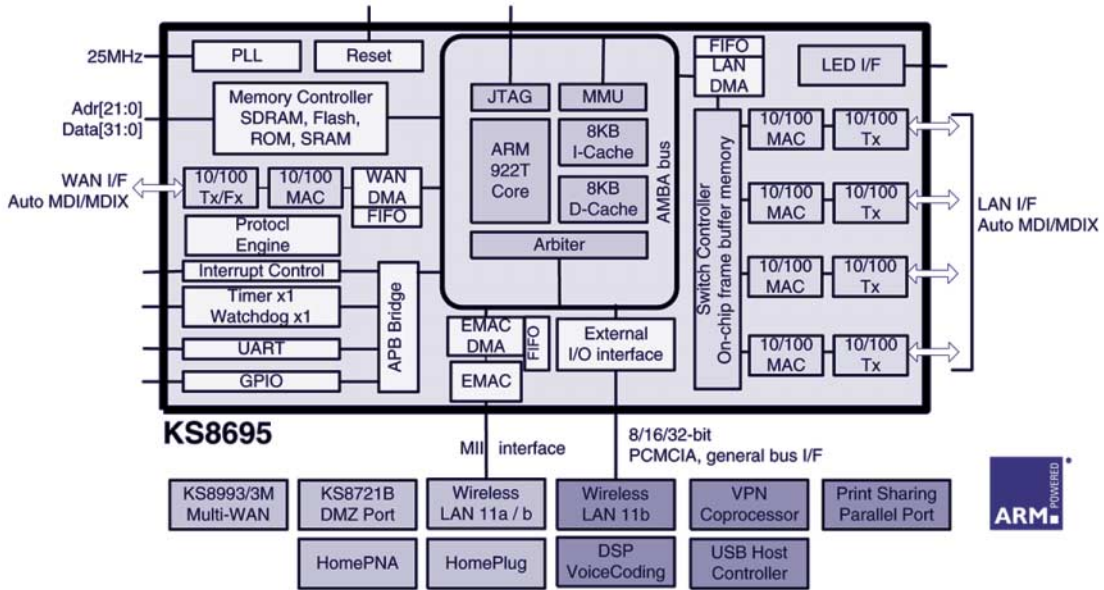 25MHz
PLL
Reset
FIFO
LAN
DMA
LED I/F
Adr[21:0]
Data[31:0]
Memory Controller
SDRAM, Flash,
ROM, SRAM
JTAG
MMU
ARM
922T
Core
8KB
I-Cache
8KB
D-Cache
Arbiter
AMBA bus
WAN I/F
Auto MDI/MDIX
10/100
Tx/Fx
10/100
MAC
WAN
DMA
FIFO
Protocl
Engine
Interrupt Control
Timer x1
Watchdog x1
UART
GPIO
APB Bridge
EMAC
DMA
FIFO
EMAC
External
I/O interface
Switch Controller
On-chip frame buffer memory
10/100
MAC
10/100
Tx
10/100
MAC
10/100
Tx
10/100
MAC
10/100
Tx
10/100
MAC
10/100
Tx
LAN I/F
Auto MDI/MDIX
KS8695
MII interface
8/16/32-bit
PCMCIA, general bus I/F
KS8993/3M
Multi-WAN
KS8721B
DMZ Port
Wireless
LAN 11a / b
Wireless
LAN 11b
VPN
Coprocessor
Print Sharing
Parallel Port
HomePNA
HomePlug
DSP
VoiceCoding
USB Host
Controller
ARM
POWERED